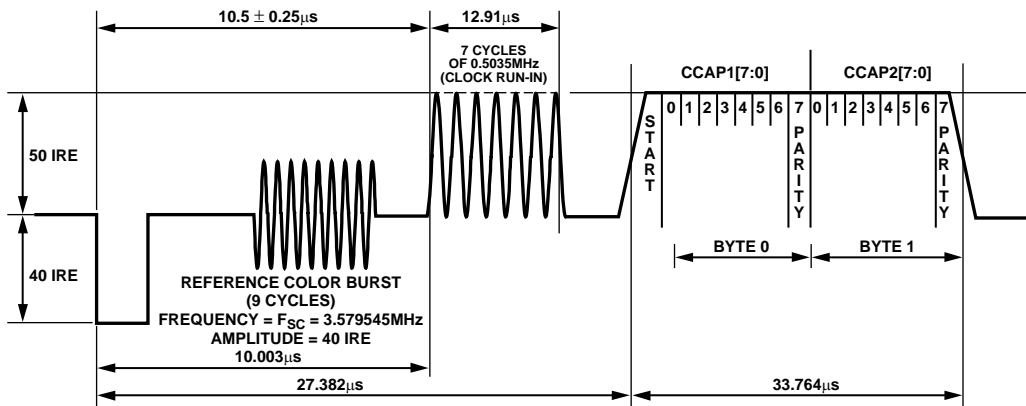 10.5 ± 0.25μs
12.91μs
7 CYCLES
OF 0.5035MHz
(CLOCK RUN-IN)
CCAP1[7:0]
CCAP2[7:0]
0 1 2 3 4 5 6 7 0 1 2 3 4 5 6 7
START
PARITY
PARITY
50 IRE
40 IRE
BYTE 0
BYTE 1
REFERENCE COLOR BURST
(9 CYCLES)
FREQUENCY = FSC = 3.579545MHz
AMPLITUDE = 40 IRE
10.003μs
27.382μs
33.764μs